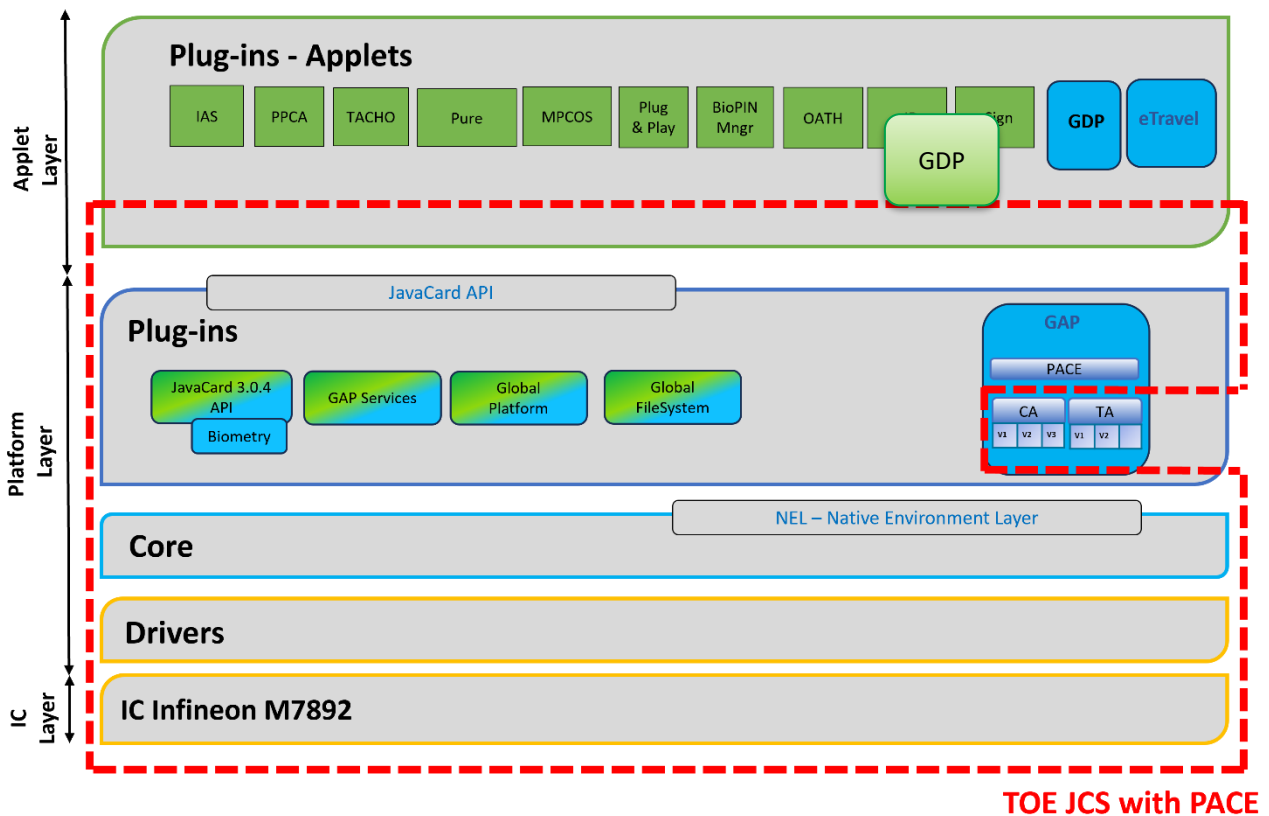 Plug-ins - Applets
IAS
PPCA
TACHO
Pure
MPCOS
Plug
& Play
BioPIN
Mngr
OATH
GDP
GDP
eTravel
Applet
Layer
JavaCard API
Plug-ins
GAP
PACE
JavaCard 3.0.4
API
GAP Services
Global
Platform
Global
FileSystem
Biometry
CA
TA
V1
V2
V3
V1
V2
Platform
Layer
NEL – Native Environment Layer
Core
Drivers
IC Infineon M7892
IC
Layer
TOE JCS with PACE